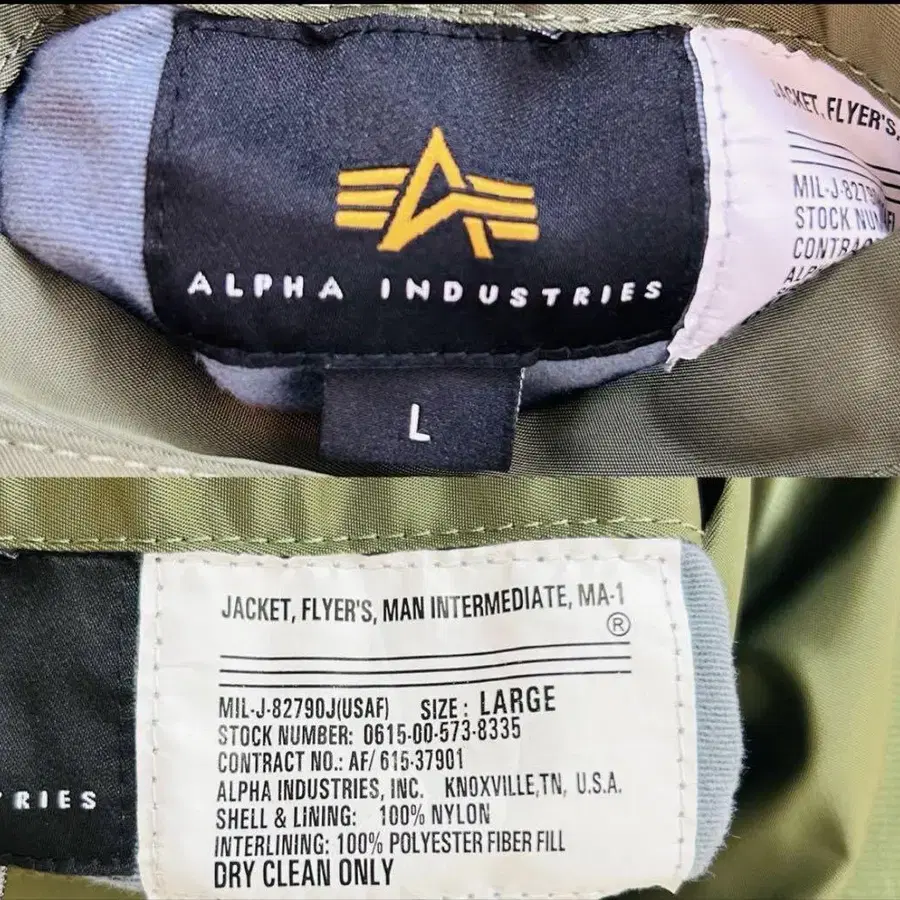 ALPHA INDUSTRIES
L
JACKET, FLYER'S,
MIL-J-8279
STOCK NUM
CONTRAC
JACKET, FLYER'S, MAN INTERMEDIATE, MA-1
®
MIL-J-82790J(USAF) SIZE: LARGE
STOCK NUMBER: 0615-00-573-8335
CONTRACT NO.: AF/ 615-37901
ALPHA INDUSTRIES, INC. KNOXVILLE,TN, U.S.A.
SHELL & LINING: 100% NYLON
INTERLINING: 100% POLYESTER FIBER FILL
DRY CLEAN ONLY
RIES